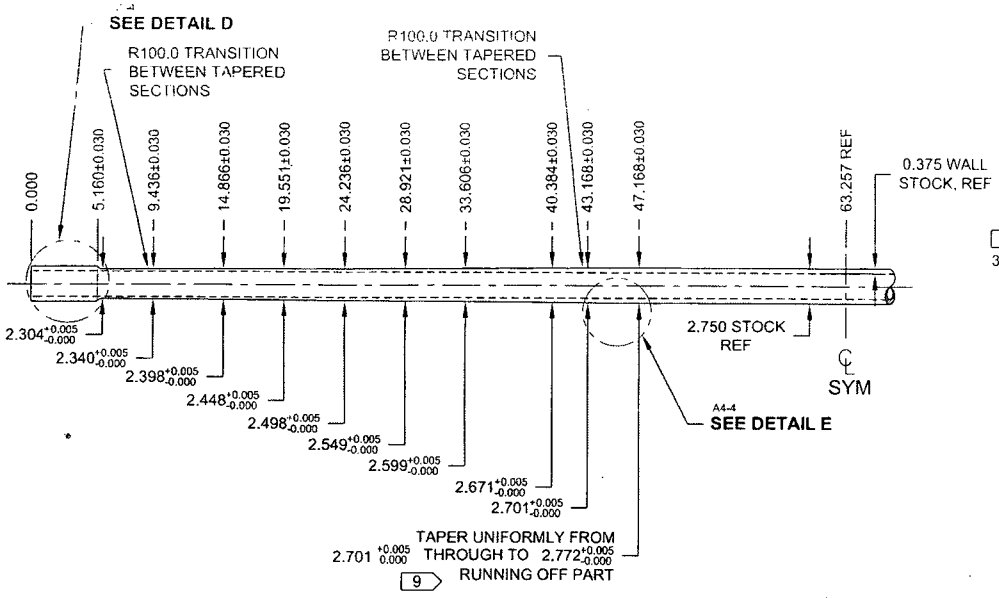 SEE DETAIL D
R100.0 TRANSITION
BETWEEN TAPERED
SECTIONS
R100.0 TRANSITION
BETWEEN TAPERED
SECTIONS
0.000
5.160±0.030
9.436±0.030
14.866±0.030
19.551±0.030
24.236±0.030
28.921±0.030
33.606±0.030
40.384±0.030
43.168±0.030
47.168±0.030
63.257 REF
0.375 WALL
STOCK, REF
3
2.304 +0.005 -0.000
2.340 +0.005 -0.000
2.398 +0.005 -0.000
2.448 +0.005 -0.000
2.498 +0.005 -0.000
2.549 +0.005 -0.000
2.599 +0.005 -0.000
2.671 +0.005 -0.000
2.701 +0.005 -0.000
2.750 STOCK
REF
℄
SYM
A4-4
SEE DETAIL E
TAPER UNIFORMLY FROM
2.701 +0.005 0.000 THROUGH TO 2.772 +0.005 -0.000
RUNNING OFF PART
9